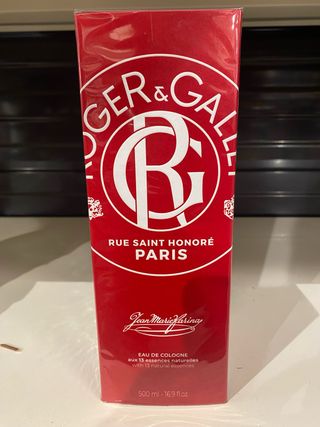 ROGER & GALLET
RG
RUE SAINT HONORÉ
PARIS
Jean Marie Farina
EAU DE COLOGNE
aux 13 essences naturelles
with 13 natural essences
500 ml - 16.9 fl.oz